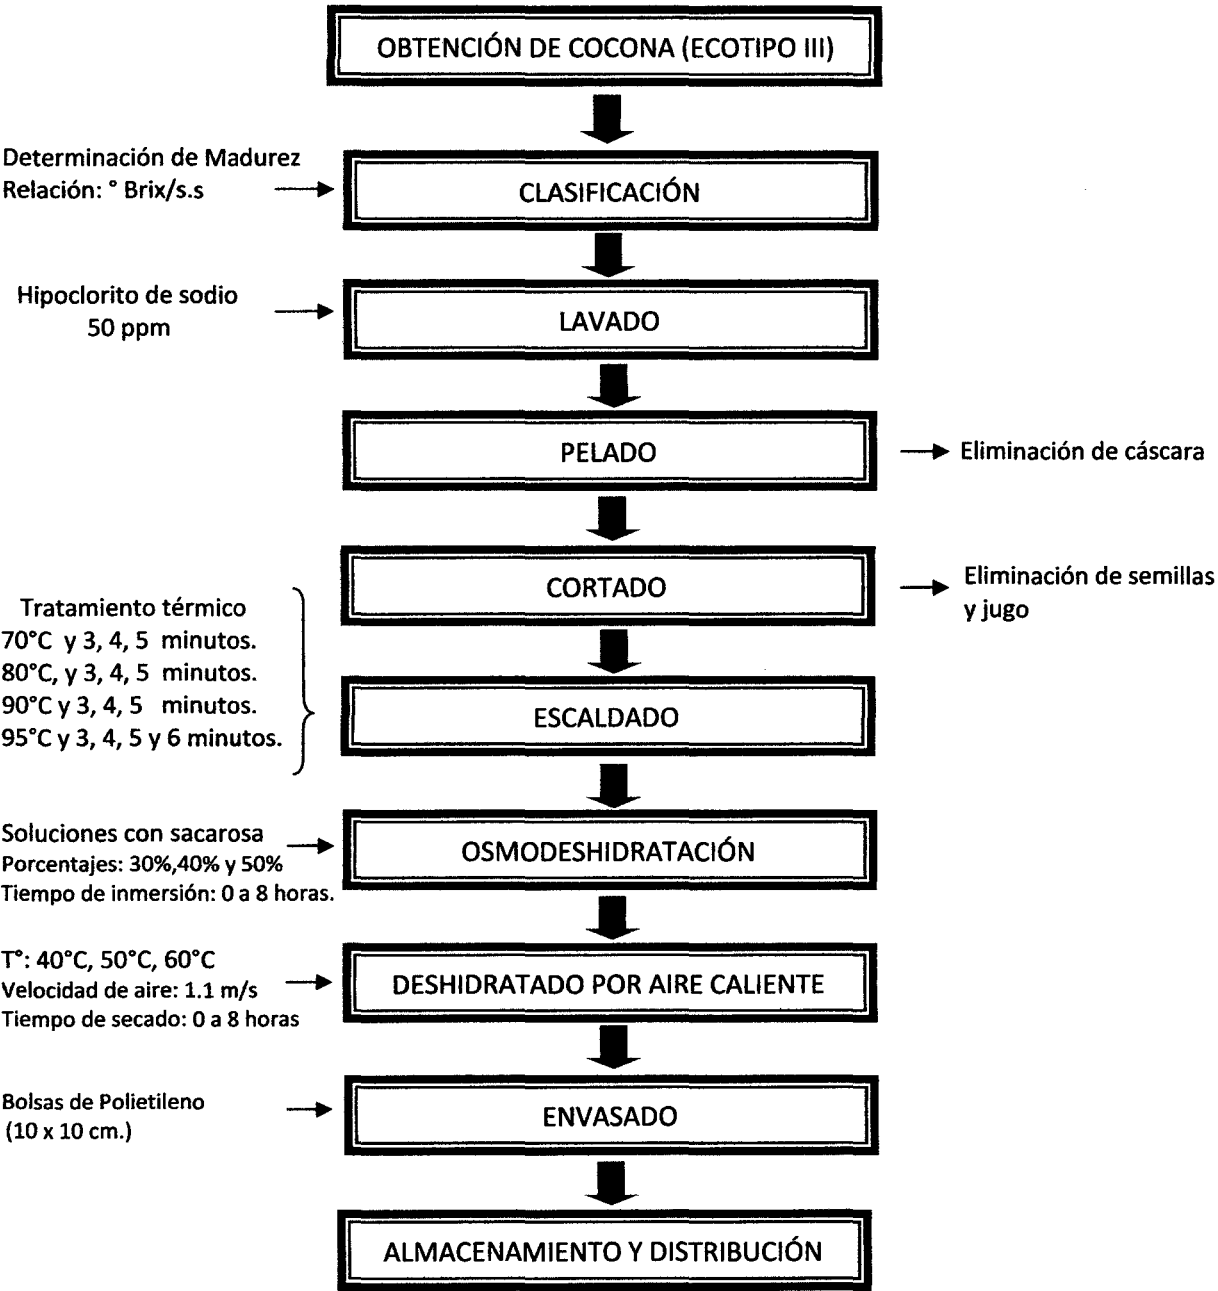 OBTENCIÓN DE COCONA (ECOTIPO III)
Determinación de Madurez
Relación: ° Brix/s.s
CLASIFICACIÓN
Hipoclorito de sodio
50 ppm
LAVADO
PELADO
Eliminación de cáscara
CORTADO
Eliminación de semillas
y jugo
Tratamiento térmico
70°C y 3, 4, 5 minutos.
80°C, y 3, 4, 5 minutos.
90°C y 3, 4, 5 minutos.
95°C y 3, 4, 5 y 6 minutos.
ESCALDADO
Soluciones con sacarosa
Porcentajes: 30%,40% y 50%
Tiempo de inmersión: 0 a 8 horas.
OSMODESHIDRATACIÓN
T°: 40°C, 50°C, 60°C
Velocidad de aire: 1.1 m/s
Tiempo de secado: 0 a 8 horas
DESHIDRATADO POR AIRE CALIENTE
Bolsas de Polietileno
(10 x 10 cm.)
ENVASADO
ALMACENAMIENTO Y DISTRIBUCIÓN